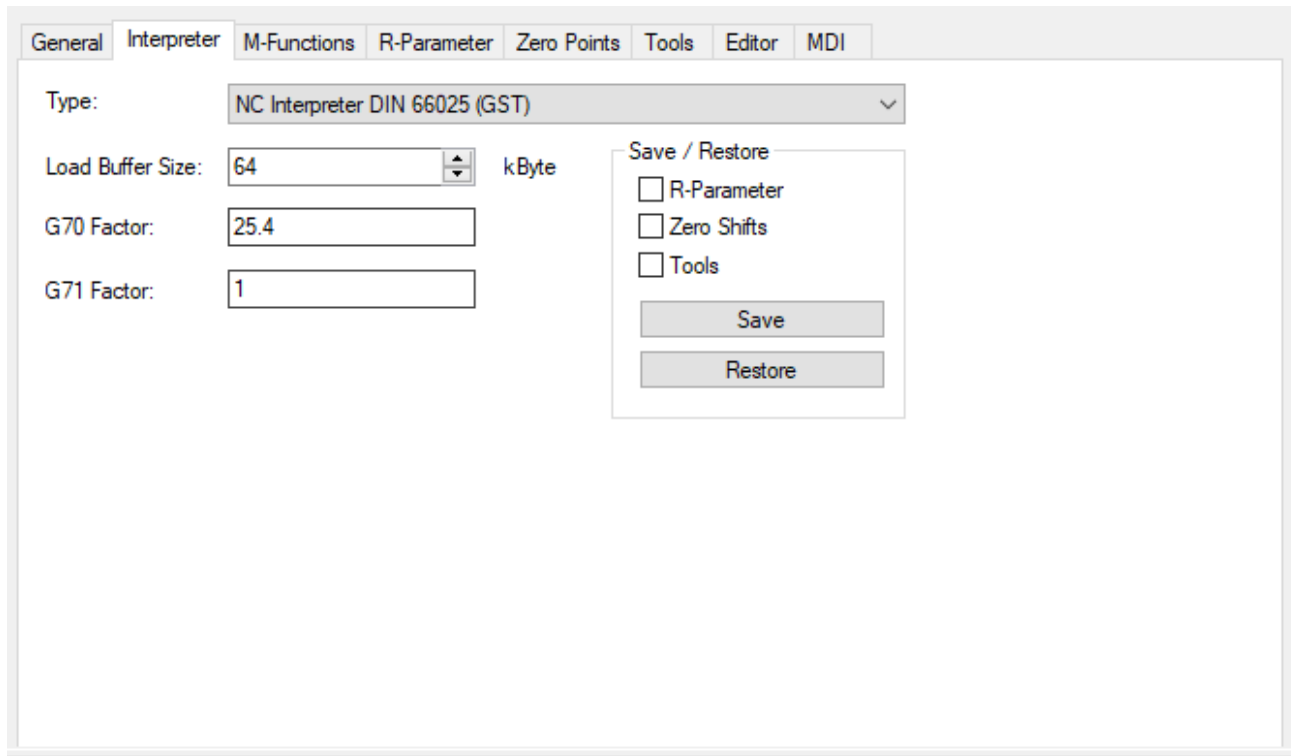 General Interpreter M-Functions R-Parameter Zero Points Tools Editor MDI
Type: NC Interpreter DIN 66025 (GST)
Load Buffer Size: 64 kByte
G70 Factor: 25.4
G71 Factor: 1
Save / Restore
R-Parameter
Zero Shifts
Tools
Save
Restore